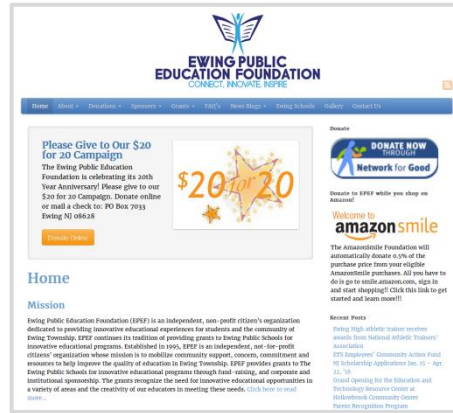 EWING PUBLIC
EDUCATION FOUNDATION
CONNECT, INNOVATE, INSPIRE
Home About Donations Sponsors Grants FAQ's News Blogs Ewing Schools Gallery Contact Us
Please Give to Our $20
for 20 Campaign
The Ewing Public Education
Foundation is celebrating its 20th
Year Anniversary! Please give to our
$20 for 20 Campaign. Donate online
or mail a check to: PO Box 7033
Ewing NJ 08628
Donate Online
$20 for 20
Home
Mission
Ewing Public Education Foundation (EPEF) is an independent, non-profit citizen's organization
dedicated to providing innovative educational experiences for students and the community of
Ewing Township. EPEF continues its tradition of providing grants to Ewing Public Schools for
innovative educational programs. Established in 1995, EPEF is an independent, not-for-profit
citizens' organization whose mission is to mobilize community support, concern, commitment and
resources to help improve the quality of education in Ewing Township. EPEF provides grants to The
Ewing Public Schools for innovative educational programs through fund-raising, and corporate and
institutional sponsorship. The grants recognize the need for innovative educational opportunities in
a variety of areas and the creativity of our educators in meeting these needs. Click here to read
more...
Donate
DONATE NOW
THROUGH
Network for Good
Donate to EPEF while you shop on
Amazon!
Welcome to
amazonsmile
The AmazonSmile Foundation will
automatically donate 0.5% of the
purchase price from your eligible
AmazonSmile purchases. All you have to
do is go to smile.amazon.com, sign in
and start shopping!! Click this link to get
started and learn more!!!
Recent Posts
Ewing High athletic trainer receives
awards from National Athletic Trainers'
Association
ETS Employees' Community Action Fund
NJ Scholarship Applications Jan. 15 – Apr.
22, '16
Grand Opening for the Education and
Technology Resource Center at
Hollowbrook Community Center
Parent Recognition Program